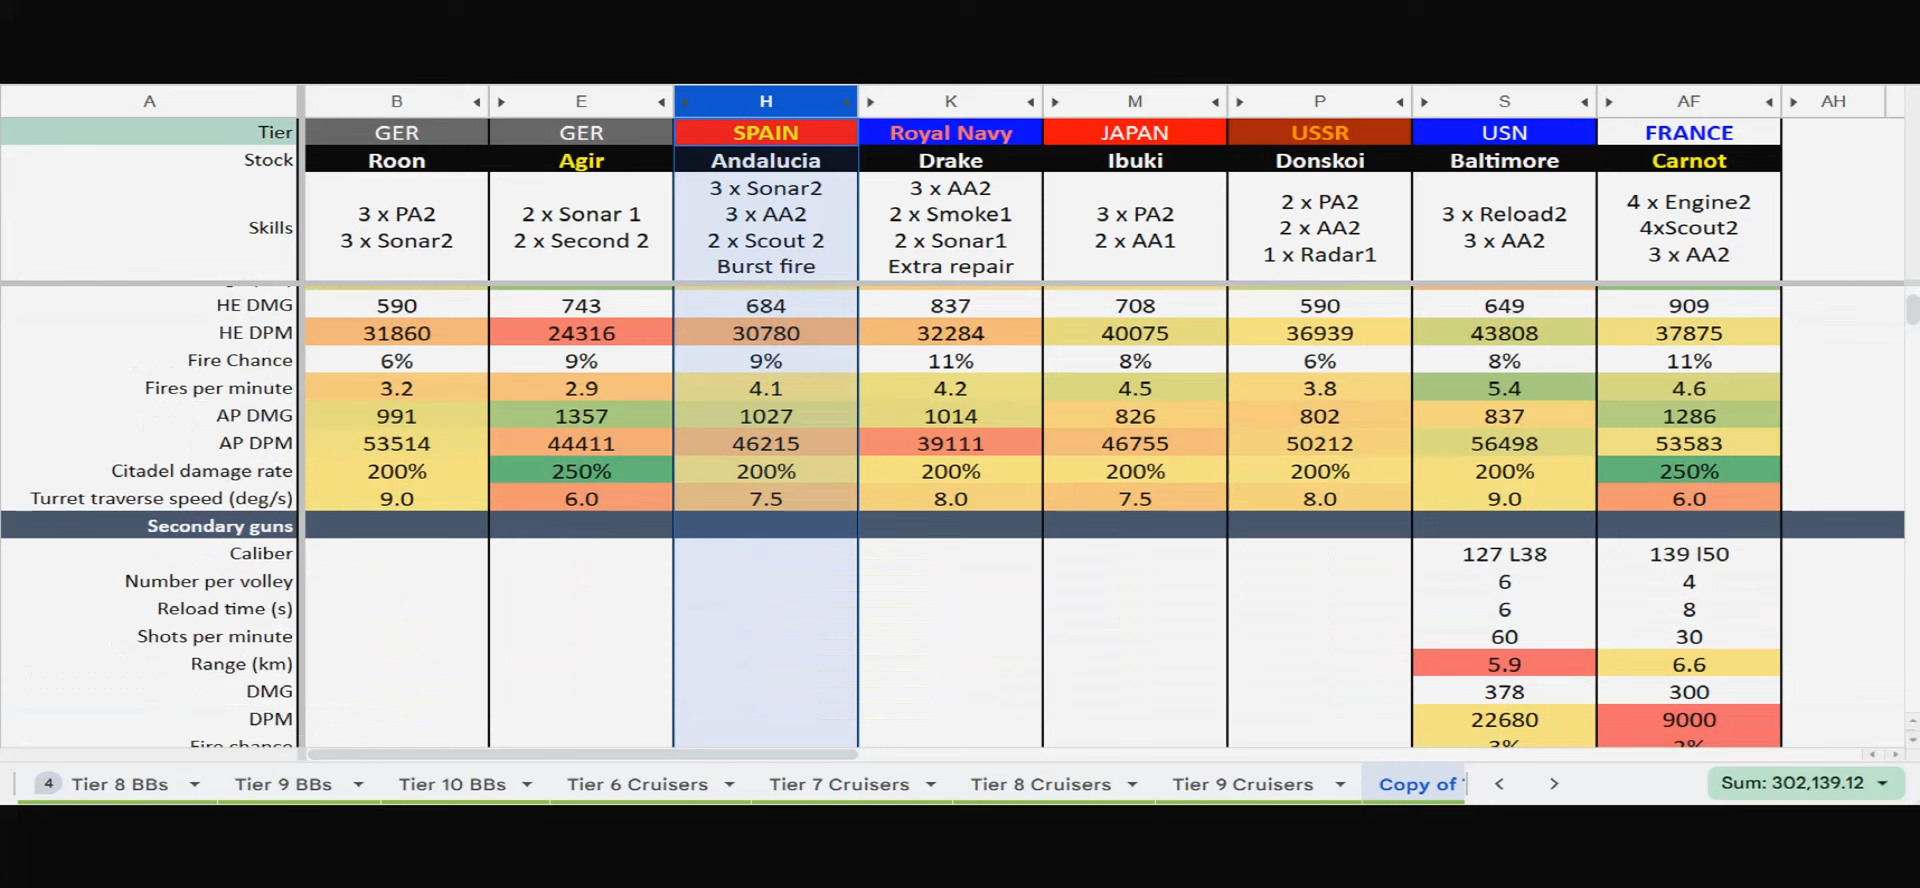 A B E H K M P S AF AH
Tier GER GER SPAIN Royal Navy JAPAN USSR USN FRANCE
Stock Roon Agir Andalucia Drake Ibuki Donskoi Baltimore Carnot
Skills
3 x PA2
3 x Sonar2
2 x Sonar 1
2 x Second 2
3 x Sonar2
3 x AA2
2 x Scout 2
Burst fire
3 x AA2
2 x Smoke1
2 x Sonar1
Extra repair
3 x PA2
2 x AA1
2 x PA2
2 x AA2
1 x Radar1
3 x Reload2
3 x AA2
4 x Engine2
4xScout2
3 x AA2
HE DMG 590 743 684 837 708 590 649 909
HE DPM 31860 24316 30780 32284 40075 36939 43808 37875
Fire Chance 6% 9% 9% 11% 8% 6% 8% 11%
Fires per minute 3.2 2.9 4.1 4.2 4.5 3.8 5.4 4.6
AP DMG 991 1357 1027 1014 826 802 837 1286
AP DPM 53514 44411 46215 39111 46755 50212 56498 53583
Citadel damage rate 200% 250% 200% 200% 200% 200% 200% 250%
Turret traverse speed (deg/s) 9.0 6.0 7.5 8.0 7.5 8.0 9.0 6.0
Secondary guns
Caliber 127 L38 139 l50
Number per volley 6 4
Reload time (s) 6 8
Shots per minute 60 30
Range (km) 5.9 6.6
DMG 378 300
DPM 22680 9000
Fire chance 3% 2%
4 Tier 8 BBs Tier 9 BBs Tier 10 BBs Tier 6 Cruisers Tier 7 Cruisers Tier 8 Cruisers Tier 9 Cruisers Copy of Sum: 302,139.12